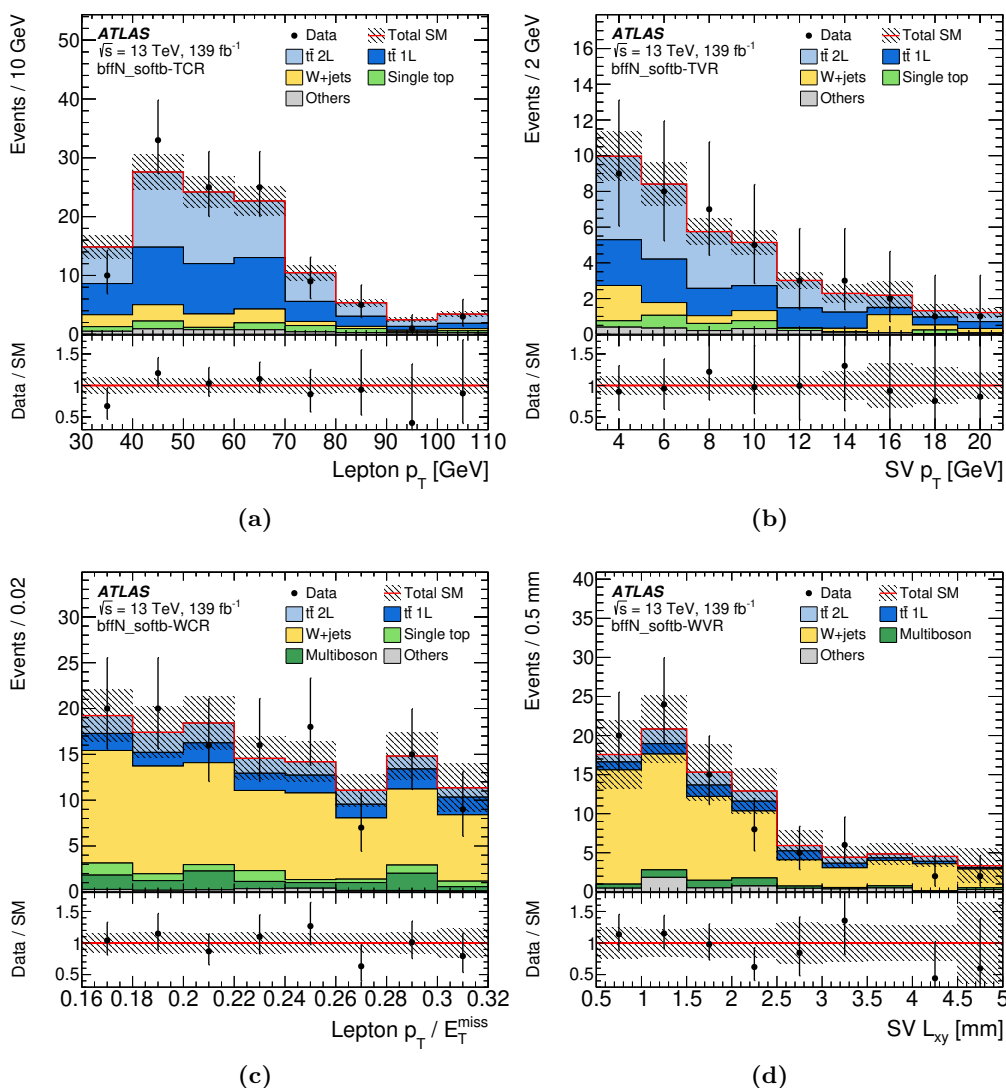 ATLAS
√s = 13 TeV, 139 fb-1
bffN_softb-TCR
Data
Total SM
tt̄ 2L
tt̄ 1L
W+jets
Single top
Others
Events / 10 GeV
50
40
30
20
10
0
Data / SM
1.5
1
0.5
30 40 50 60 70 80 90 100 110
Lepton pT [GeV]
(a)
ATLAS
√s = 13 TeV, 139 fb-1
bffN_softb-TVR
Data
Total SM
tt̄ 2L
tt̄ 1L
W+jets
Single top
Others
Events / 2 GeV
16
14
12
10
8
6
4
2
0
Data / SM
1.5
1
0.5
4 6 8 10 12 14 16 18 20
SV pT [GeV]
(b)
ATLAS
√s = 13 TeV, 139 fb-1
bffN_softb-WCR
Data
Total SM
tt̄ 2L
tt̄ 1L
W+jets
Single top
Multiboson
Others
Events / 0.02
30
25
20
15
10
5
0
Data / SM
1.5
1
0.5
0.16 0.18 0.2 0.22 0.24 0.26 0.28 0.3 0.32
Lepton pT / ETmiss
(c)
ATLAS
√s = 13 TeV, 139 fb-1
bffN_softb-WVR
Data
Total SM
tt̄ 2L
tt̄ 1L
W+jets
Multiboson
Others
Events / 0.5 mm
40
35
30
25
20
15
10
5
0
Data / SM
1.5
1
0.5
0.5 1 1.5 2 2.5 3 3.5 4 4.5 5
SV Lxy [mm]
(d)